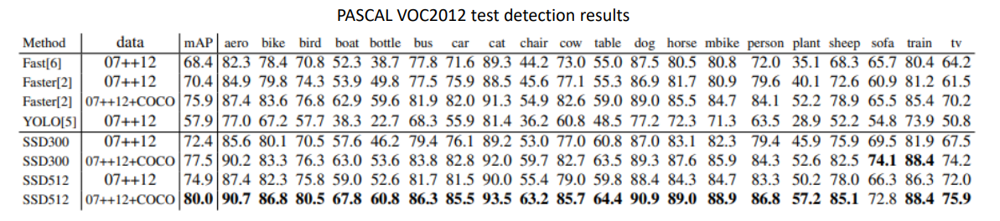 PASCAL VOC2012 test detection results
Method data mAP aero bike bird boat bottle bus car cat chair cow table dog horse mbike person plant sheep sofa train tv
Fast[6] 07++12 68.4 82.3 78.4 70.8 52.3 38.7 77.8 71.6 89.3 44.2 73.0 55.0 87.5 80.5 80.8 72.0 35.1 68.3 65.7 80.4 64.2
Faster[2] 07++12 70.4 84.9 79.8 74.3 53.9 49.8 77.5 75.9 88.5 45.6 77.1 55.3 86.9 81.7 80.9 79.6 40.1 72.6 60.9 81.2 61.5
Faster[2] 07++12+COCO 75.9 87.4 83.6 76.8 62.9 59.6 81.9 82.0 91.3 54.9 82.6 59.0 89.0 85.5 84.7 84.1 52.2 78.9 65.5 85.4 70.2
YOLO[5] 07++12 57.9 77.0 67.2 57.7 38.3 22.7 68.3 55.9 81.4 36.2 60.8 48.5 77.2 72.3 71.3 63.5 28.9 52.2 54.8 73.9 50.8
SSD300 07++12 72.4 85.6 80.1 70.5 57.6 46.2 79.4 76.1 89.2 53.0 77.0 60.8 87.0 83.1 82.3 79.4 45.9 75.9 69.5 81.9 67.5
SSD300 07++12+COCO 77.5 90.2 83.3 76.3 63.0 53.6 83.8 82.8 92.0 59.7 82.7 63.5 89.3 87.6 85.9 84.3 52.6 82.5 74.1 88.4 74.2
SSD512 07++12 74.9 87.4 82.3 75.8 59.0 52.6 81.7 81.5 90.0 55.4 79.0 59.8 88.4 84.3 84.7 83.3 50.2 78.0 66.3 86.3 72.0
SSD512 07++12+COCO 80.0 90.7 86.8 80.5 67.8 60.8 86.3 85.5 93.5 63.2 85.7 64.4 90.9 89.0 88.9 86.8 57.2 85.1 72.8 88.4 75.9